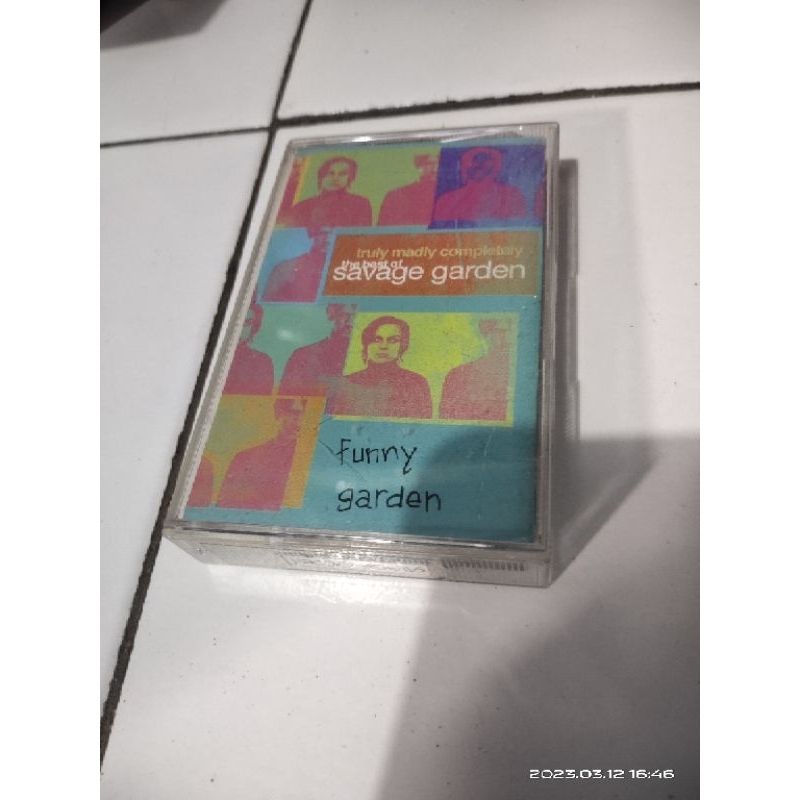 truly madly completely
the best of
savage garden
funny
garden
2023.03.12 16:46